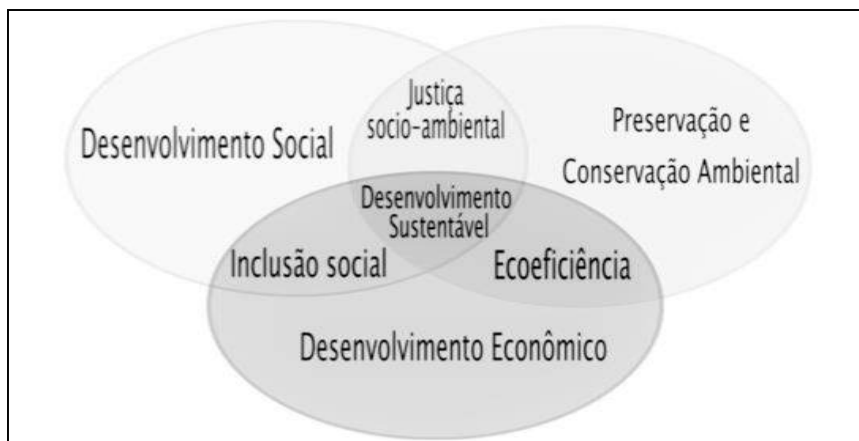 Justiça
socio-ambiental
Desenvolvimento Social
Preservação e
Conservação Ambiental
Desenvolvimento
Sustentável
Inclusão social
Ecoeficiência
Desenvolvimento Econômico